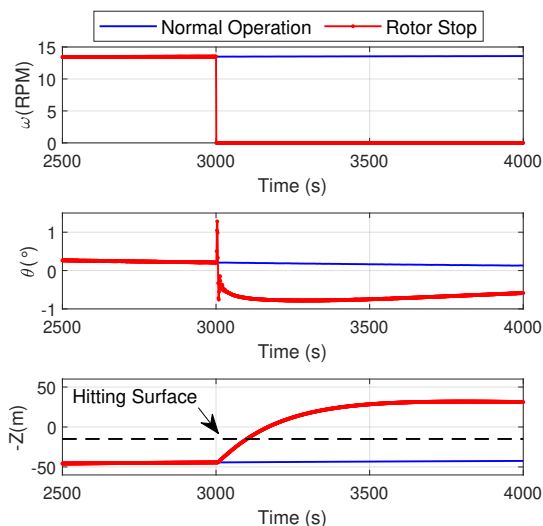 Normal Operation
Rotor Stop
15
10
5
0
ω(RPM)
2500
3000
3500
4000
Time (s)
1
0
-1
θ(°)
2500
3000
3500
4000
Time (s)
50
0
-50
-Z(m)
Hitting Surface
2500
3000
3500
4000
Time (s)